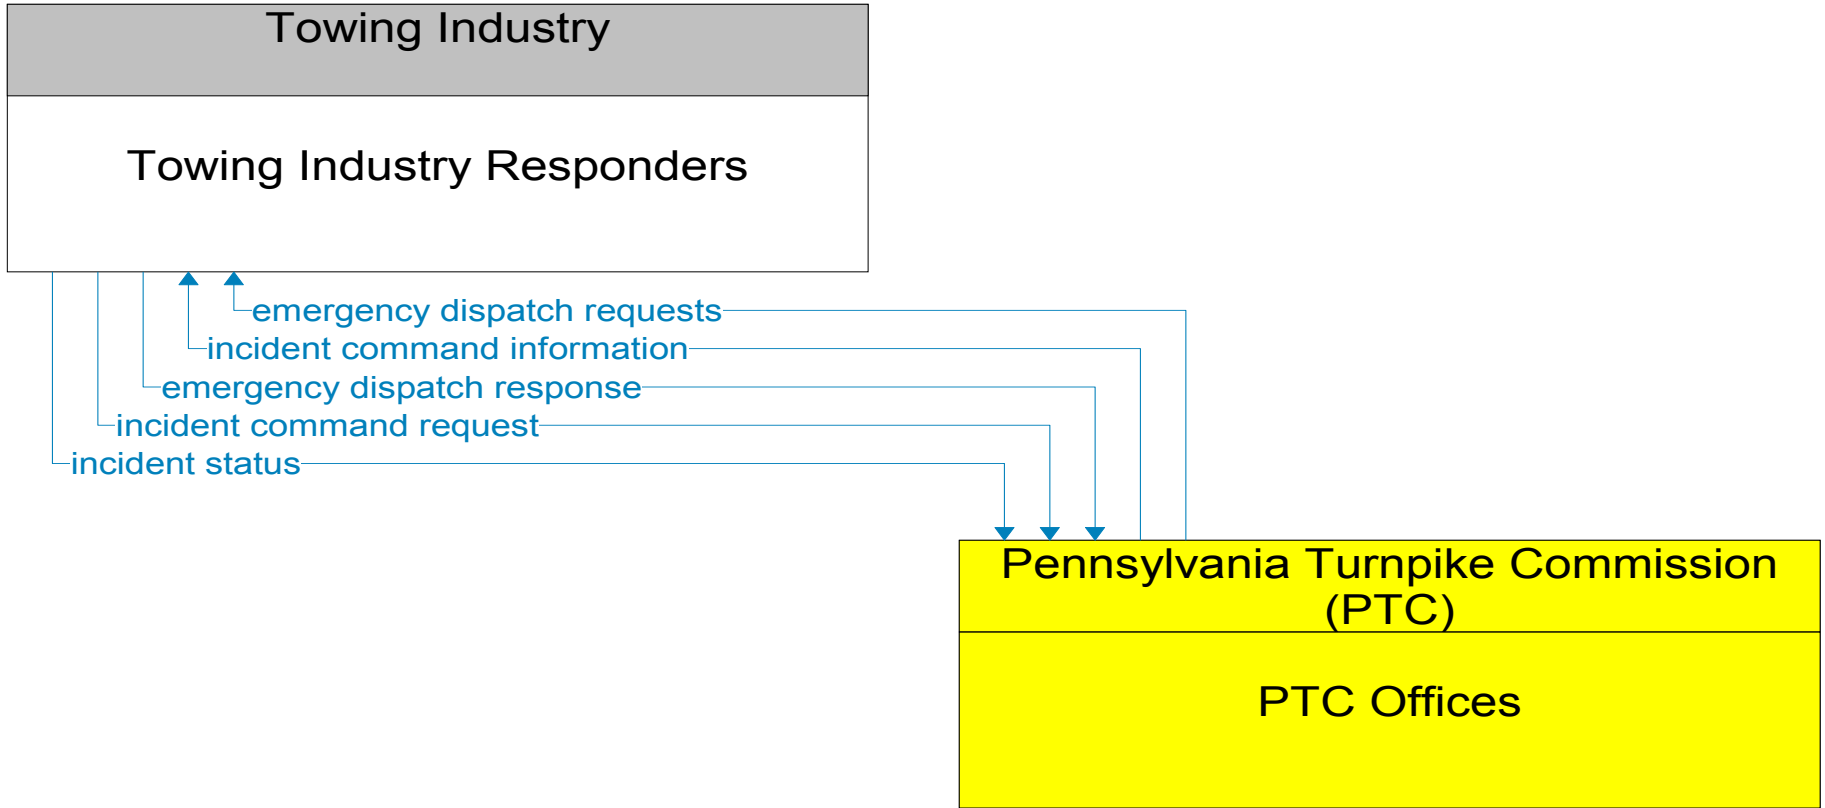 Towing Industry
Towing Industry Responders
emergency dispatch requests
incident command information
emergency dispatch response
incident command request
incident status
Pennsylvania Turnpike Commission
(PTC)
PTC Offices